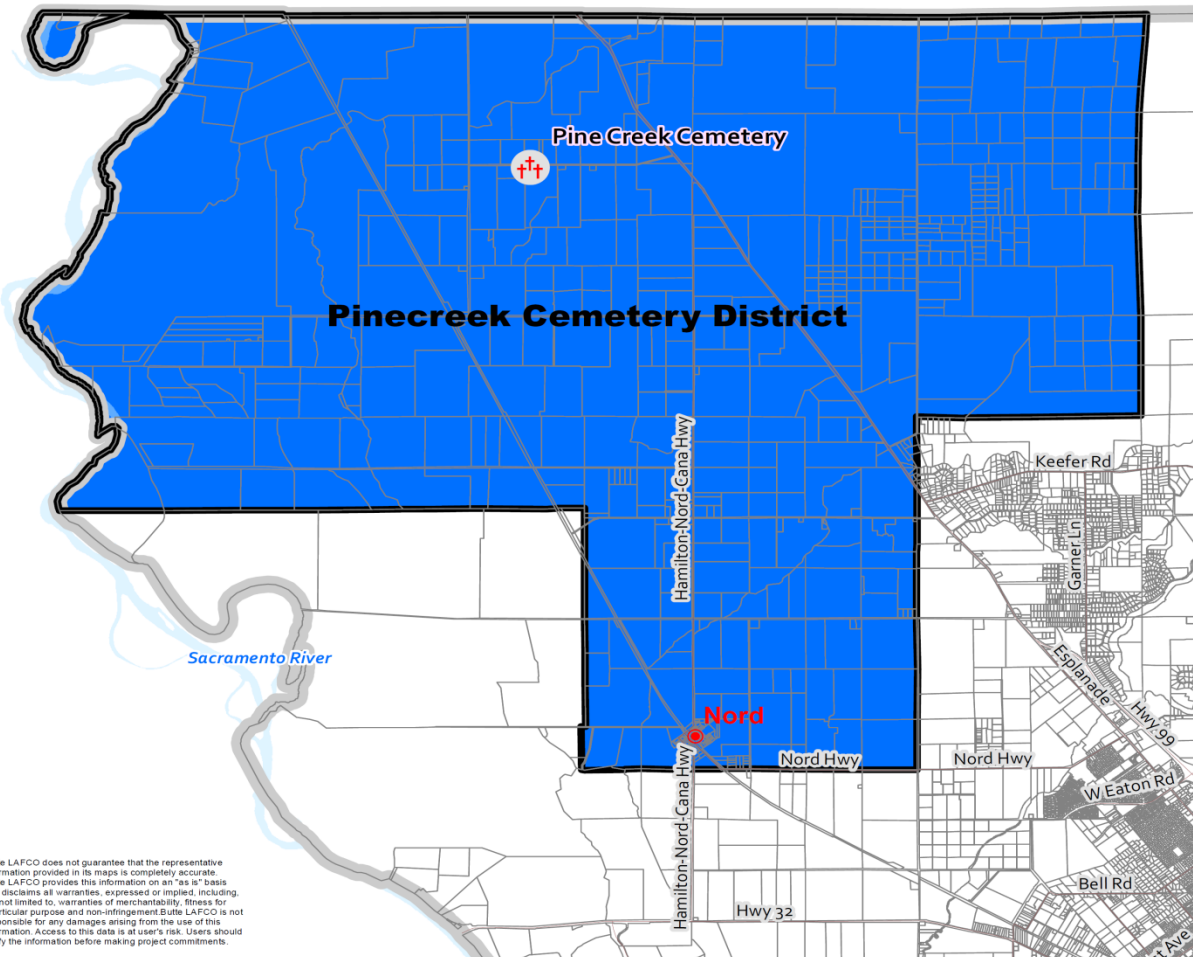 Pine Creek Cemetery
Pinecreek Cemetery District
Hamilton-Nord-Cana Hwy
Keefer Rd
Garner Ln
Sacramento River
Esplanade
Hwy 99
Nord
Nord Hwy
Nord Hwy
W Eaton Rd
Hamilton-Nord-Cana Hwy
Bell Rd
Hwy 32
st Ave
e LAFCO does not guarantee that the representative
rmation provided in its maps is completely accurate.
e LAFCO provides this information on an "as is" basis
disclaims all warranties, expressed or implied, including,
not limited to, warranties of merchantability, fitness for
rticular purpose and non-infringement.Butte LAFCO is not
ponsible for any damages arising from the use of this
rmation. Access to this data is at user's risk. Users should
fy the information before making project commitments.